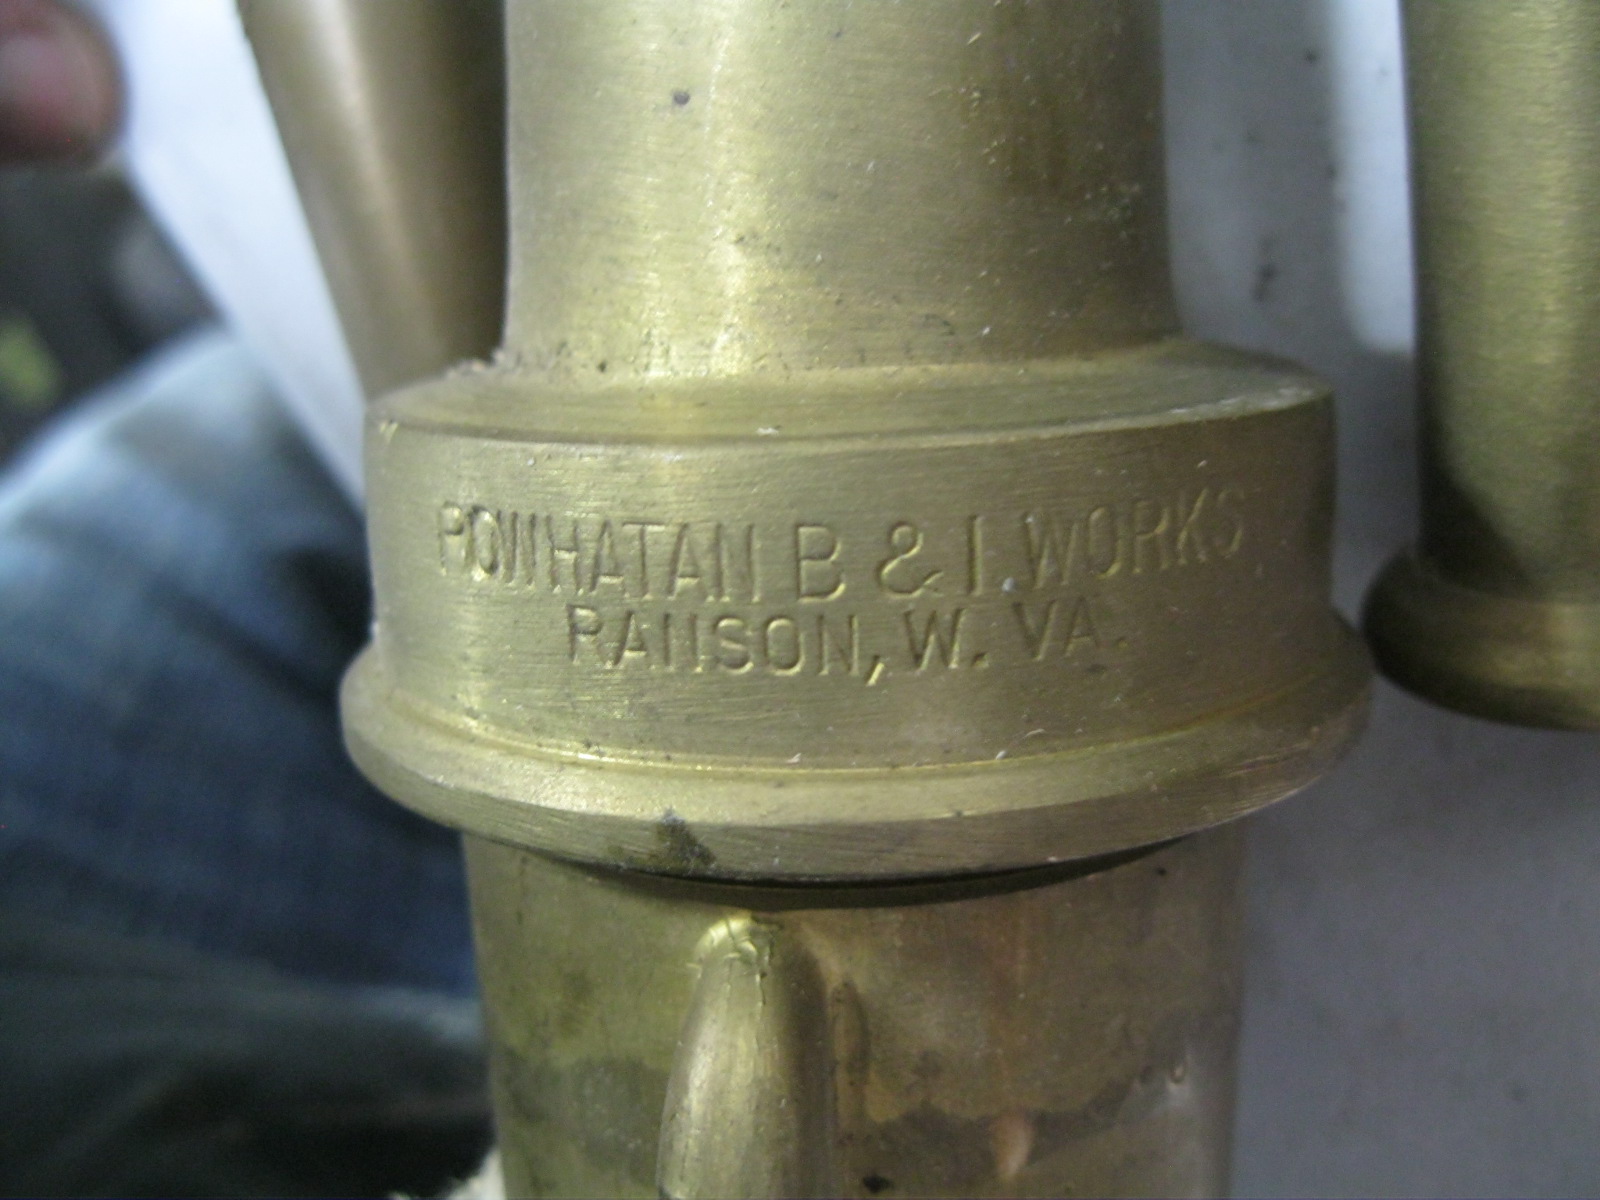 POWHATAN B & I WORKS
RANSON, W. VA.